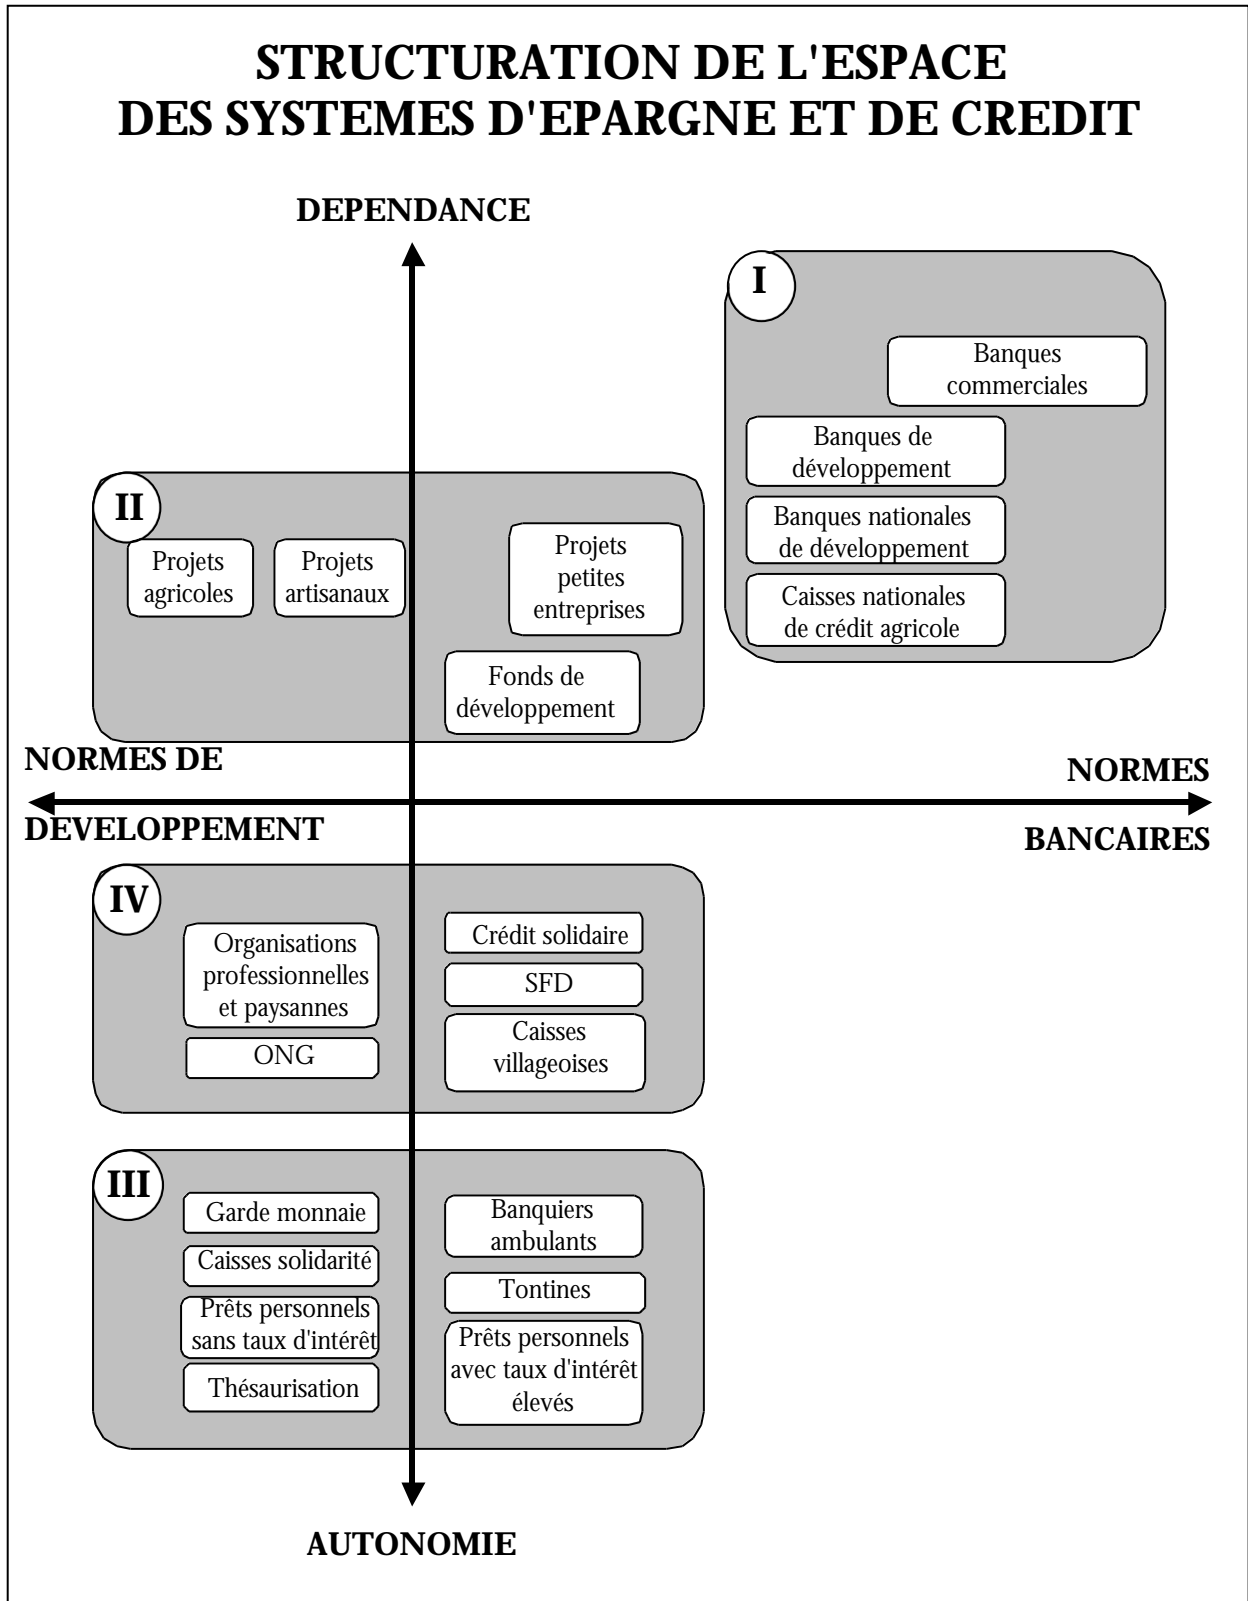 STRUCTURATION DE L'ESPACE
DES SYSTEMES D'EPARGNE ET DE CREDIT
DEPENDANCE
I
Banques
commerciales
Banques de
développement
Banques nationales
de développement
Caisses nationales
de crédit agricole
II
Projets
agricoles
Projets
artisanaux
Projets
petites
entreprises
Fonds de
développement
NORMES DE
DEVELOPPEMENT
NORMES
BANCAIRES
IV
Organisations
professionnelles
et paysannes
ONG
Crédit solidaire
SFD
Caisses
villageoises
III
Garde monnaie
Caisses solidarité
Prêts personnels
sans taux d'intérêt
Thésaurisation
Banquiers
ambulants
Tontines
Prêts personnels
avec taux d'intérêt
élevés
AUTONOMIE